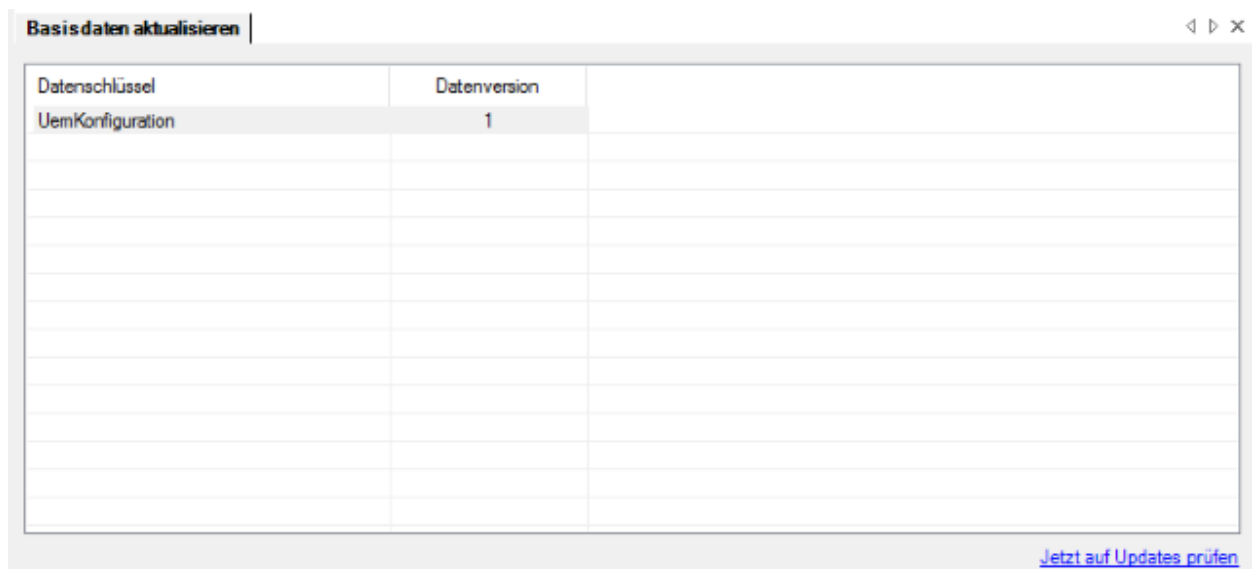 Basisdaten aktualisieren
Datenschlüssel Datenversion
UemKonfiguration 1
Jetzt auf Updates prüfen